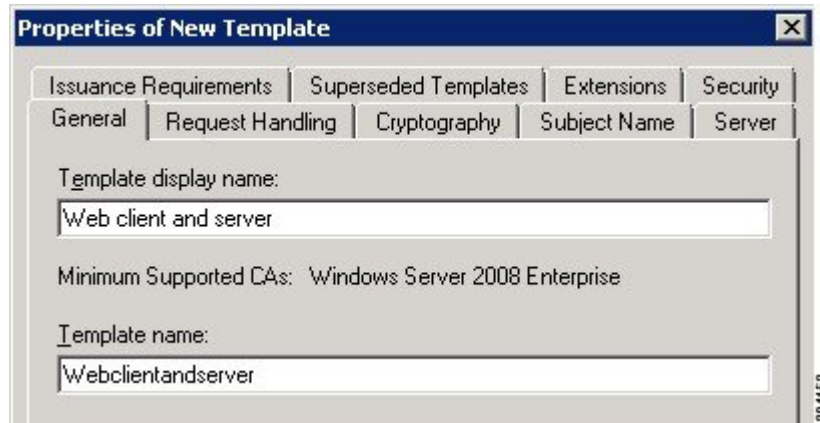 Properties of New Template
Issuance Requirements Superseded Templates Extensions Security
General Request Handling Cryptography Subject Name Server
Template display name:
Web client and server
Minimum Supported CAs: Windows Server 2008 Enterprise
Template name:
Webclientandserver